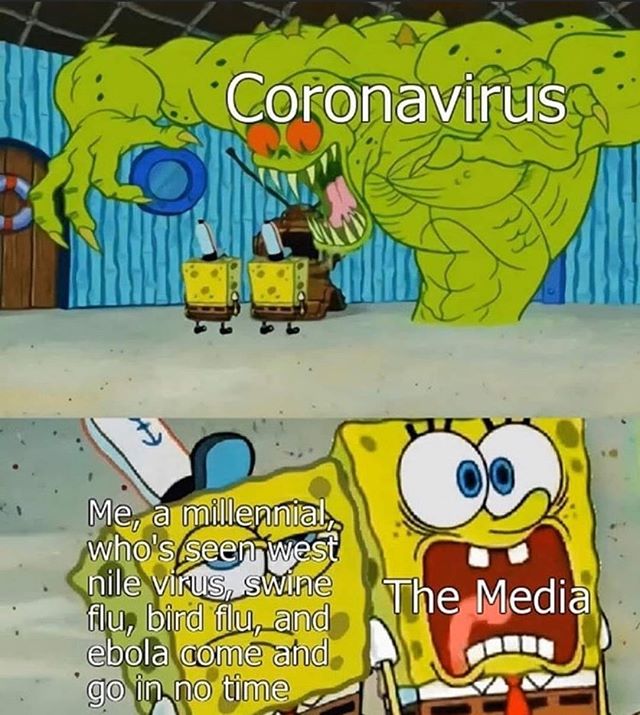 Coronavirus
Me, a millennial,
who's seen west
nile virus, swine
flu, bird flu, and
ebola come and
go in no time
The Media